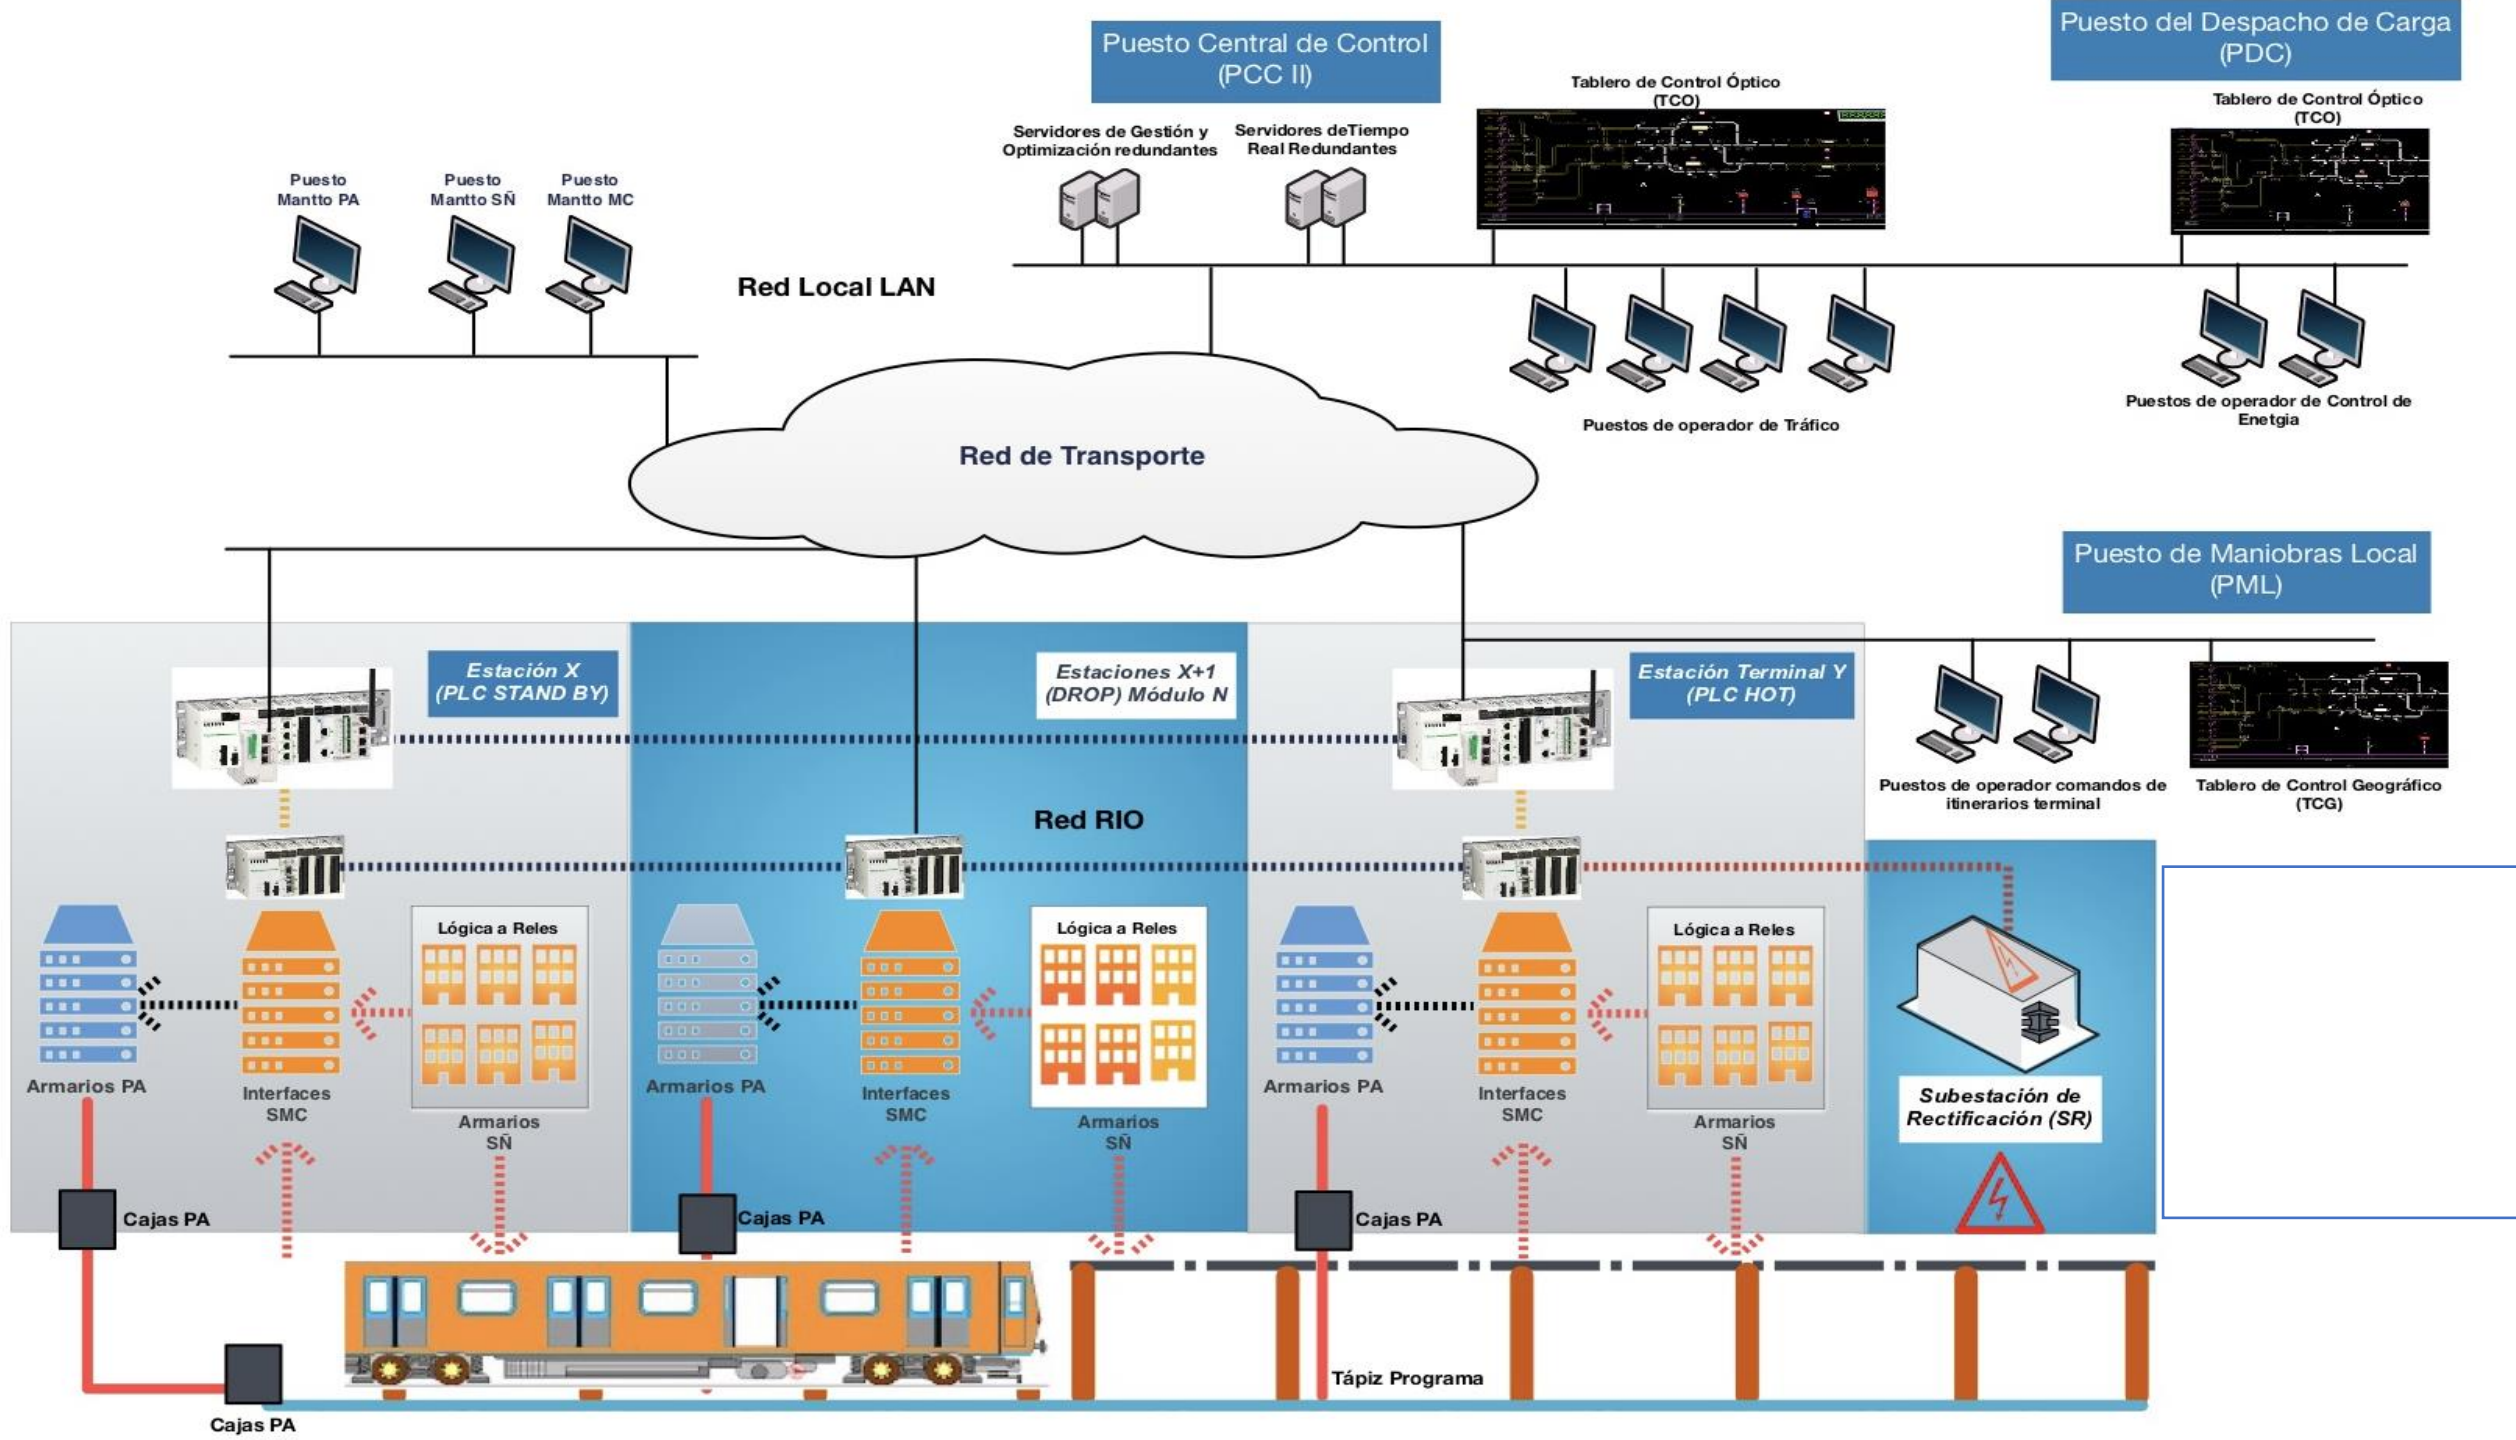 Puesto Central de Control
(PCC II)
Puesto del Despacho de Carga
(PDC)
Tablero de Control Óptico
(TCO)
Tablero de Control Óptico
(TCO)
Servidores de Gestión y
Optimización redundantes
Servidores deTiempo
Real Redundantes
Puesto
Mantto PA
Puesto
Mantto SÑ
Puesto
Mantto MC
Red Local LAN
Puestos de operador de Tráfico
Puestos de operador de Control de
Enetgia
Red de Transporte
Puesto de Maniobras Local
(PML)
Estación X
(PLC STAND BY)
Estaciones X+1
(DROP) Módulo N
Estación Terminal Y
(PLC HOT)
Puestos de operador comandos de
itinerarios terminal
Tablero de Control Geográfico
(TCG)
Red RIO
Lógica a Reles
Lógica a Reles
Lógica a Reles
Armarios PA
Interfaces
SMC
Armarios
SÑ
Armarios PA
Interfaces
SMC
Armarios
SÑ
Armarios PA
Interfaces
SMC
Armarios
SÑ
Subestación de
Rectificación (SR)
Cajas PA
Cajas PA
Cajas PA
Tápiz Programa
Cajas PA